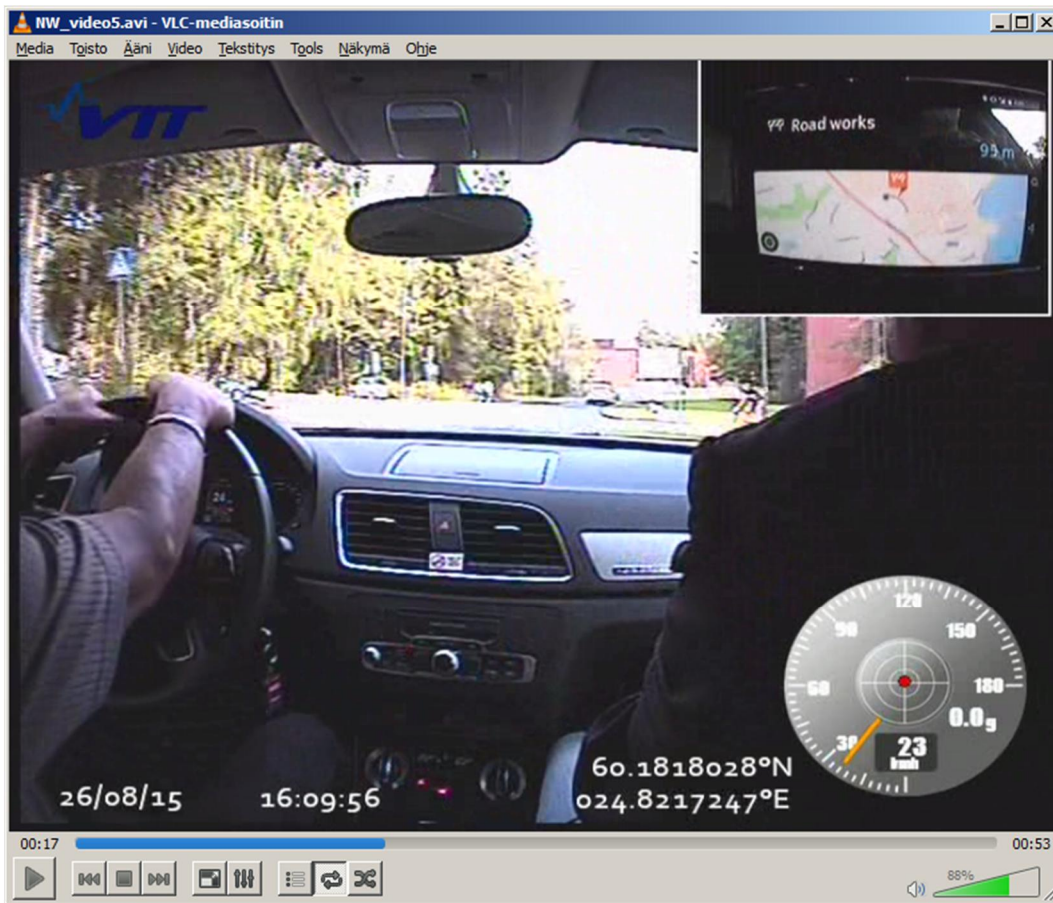 NW_video5.avi - VLC-mediasoitin
Media Toisto Ääni Video Tekstitys Tools Näkymä Ohje
VTT
Road works
95 m
24
120
90 150
60 180
0.0g
30 23
km/h
60.1818028°N
26/08/15 16:09:56 024.8217247°E
00:17 00:53
88%